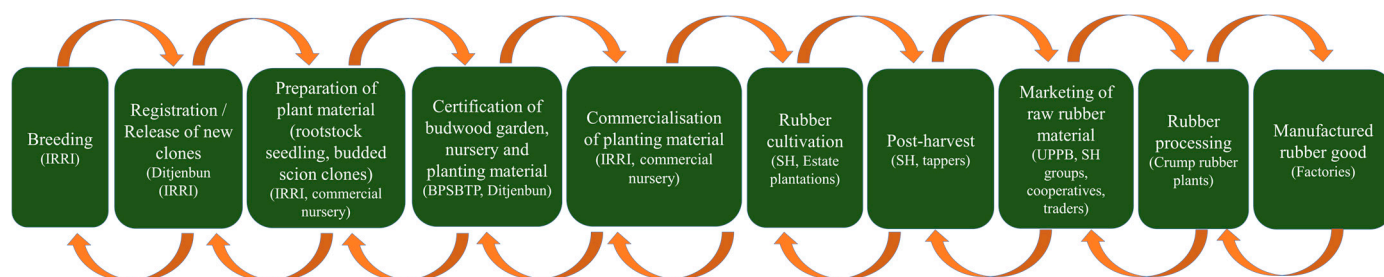 Breeding
(IRRI)
Registration /
Release of new
clones
(Ditjenbun
(IRRI)
Preparation of
plant material
(rootstock
seedling, budded
scion clones)
(IRRI, commercial
nursery)
Certification of
budwood garden,
nursery and
planting material
(BPSBTP, Ditjenbun)
Commercialisation
of planting material
(IRRI, commercial
nursery)
Rubber
cultivation
(SH, Estate
plantations)
Post-harvest
(SH, tappers)
Marketing of
raw rubber
material
(UPPB, SH
groups,
cooperatives,
traders)
Rubber
processing
(Crump rubber
plants)
Manufactured
rubber good
(Factories)